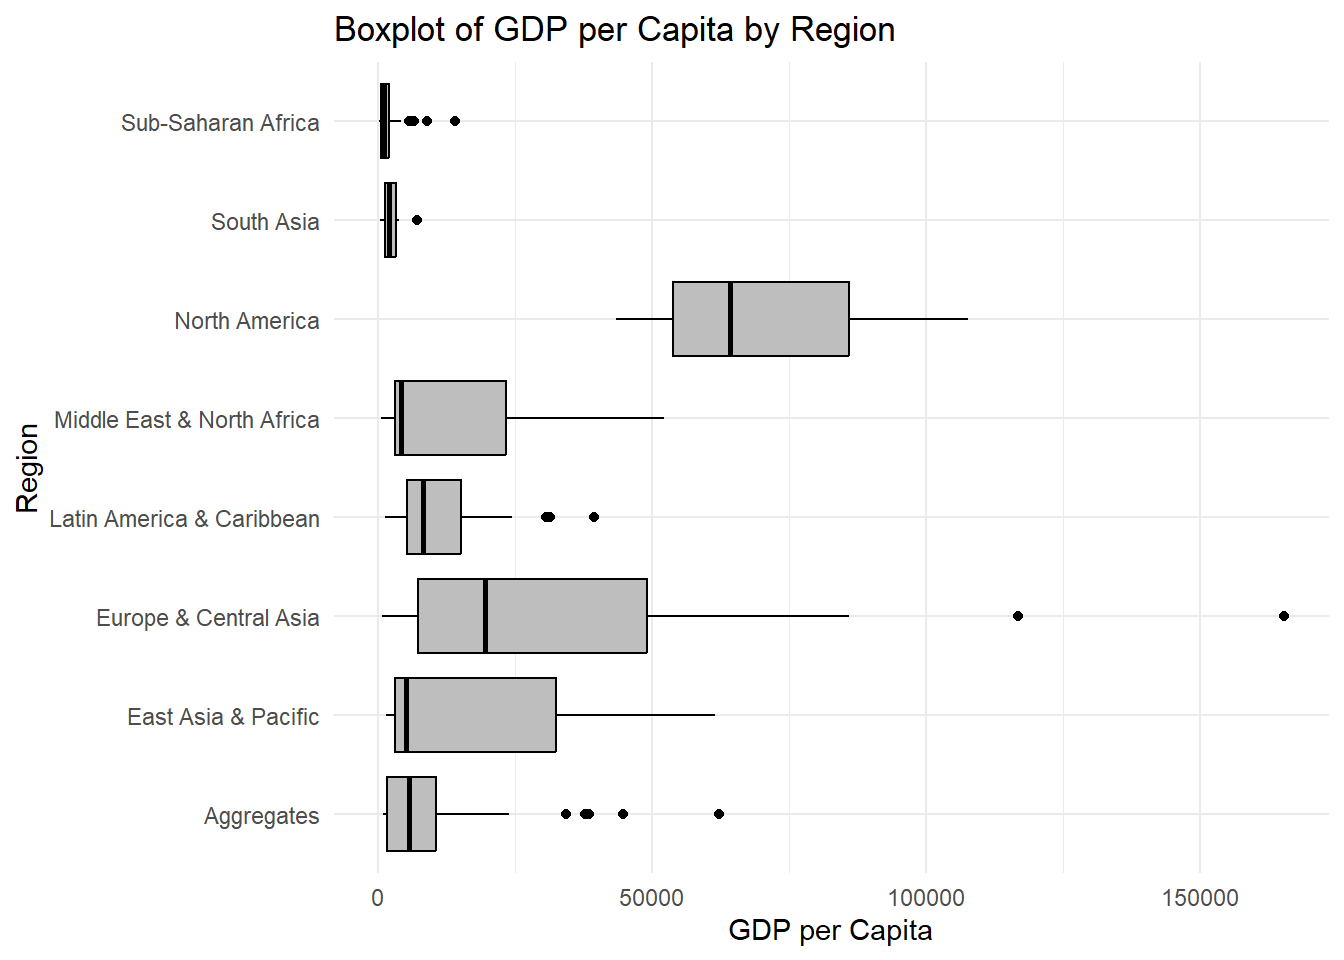 Boxplot of GDP per Capita by Region
Sub-Saharan Africa
South Asia
North America
Middle East & North Africa
Latin America & Caribbean
Europe & Central Asia
East Asia & Pacific
Aggregates
Region
0
50000
100000
150000
GDP per Capita